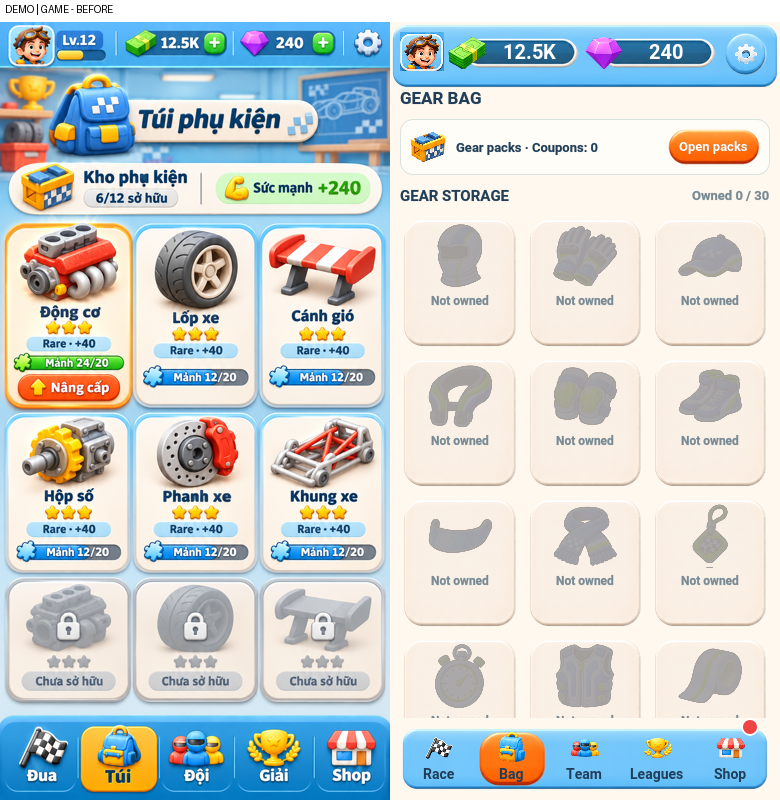 DEMO | GAME - BEFORE
Lv.12
12.5K
240
Túi phụ kiện
Kho phụ kiện
6/12 sở hữu
Sức mạnh +240
Động cơ
Rare • +40
Mảnh 24/20
Nâng cấp
Lốp xe
Rare • +40
Mảnh 12/20
Cánh gió
Rare • +40
Mảnh 12/20
Hộp số
Rare • +40
Mảnh 12/20
Phanh xe
Rare • +40
Mảnh 12/20
Khung xe
Rare • +40
Mảnh 12/20
Chưa sở hữu
Chưa sở hữu
Chưa sở hữu
Đua
Túi
Đội
Giải
Shop
12.5K
240
GEAR BAG
Gear packs · Coupons: 0
Open packs
GEAR STORAGE
Owned 0 / 30
Not owned
Not owned
Not owned
Not owned
Not owned
Not owned
Not owned
Not owned
Not owned
Race
Bag
Team
Leagues
Shop